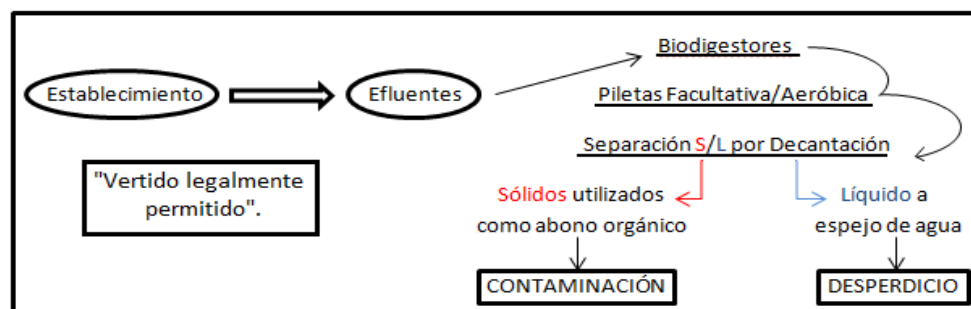 Biodigestores
Establecimiento
Efluentes
Piletas Facultativa/Aeróbica
Separación S/L por Decantación
"Vertido legalmente
permitido".
Sólidos utilizados
como abono orgánico
Líquido a
espejo de agua
CONTAMINACIÓN
DESPERDICIO